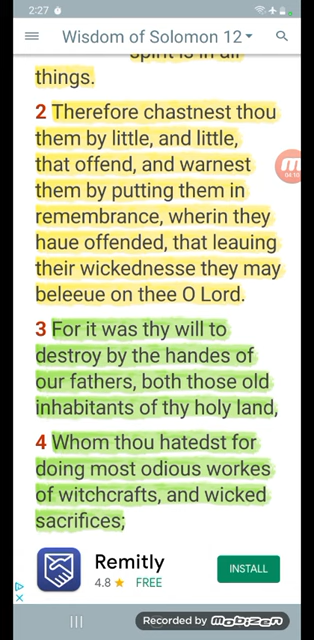 2:27
Wisdom of Solomon 12
spirit is in all
things.
2 Therefore chastnest thou
them by little, and little,
that offend, and warnest
them by putting them in
remembrance, wherin they
haue offended, that leauing
their wickednesse they may
beleeue on thee O Lord.
3 For it was thy will to
destroy by the handes of
our fathers, both those old
inhabitants of thy holy land,
4 Whom thou hatedst for
doing most odious workes
of witchcrafts, and wicked
sacrifices;
Remitly
4.8 ★ FREE
INSTALL
Recorded by mobizen